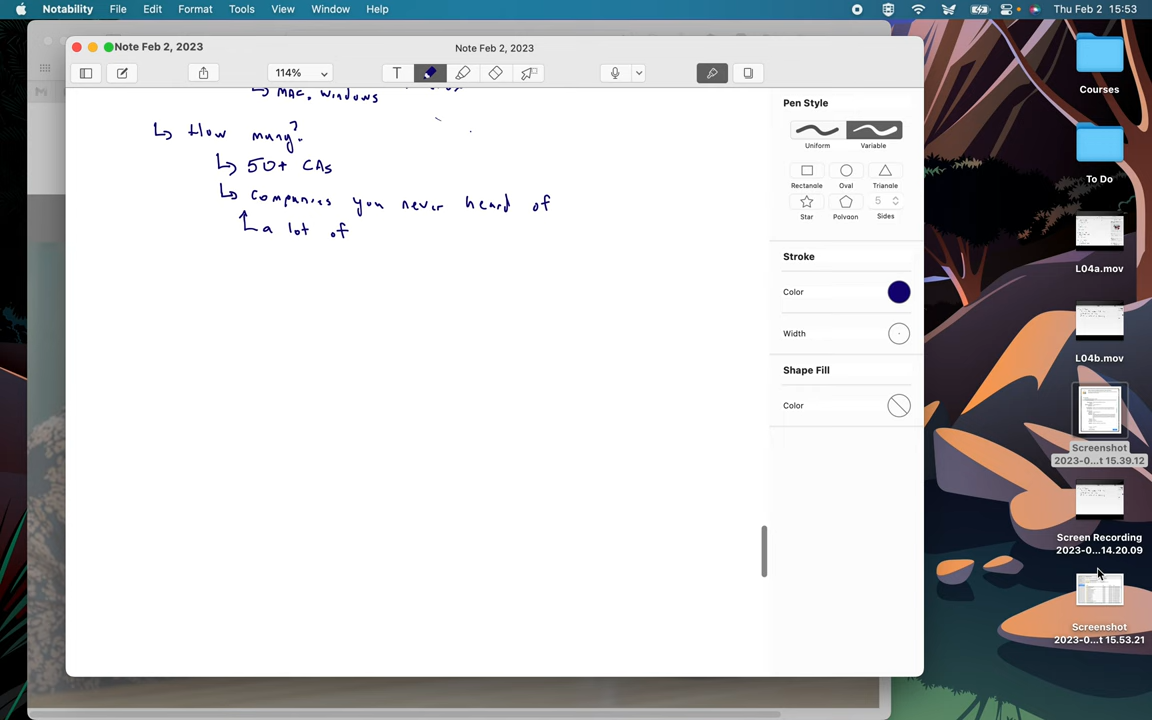 Notability File Edit Format Tools View Window Help Thu Feb 2 15:53
Note Feb 2, 2023 Note Feb 2, 2023
114% T
MAC, Windows
↳ How many?
↳ 50+ CAs
↳ Companies you never heard of
a lot of
Pen Style
Uniform Variable
Rectangle Oval Triangle
5
Star Polygon Sides
Stroke
Color
Width
Shape Fill
Color
Courses
To Do
L04a.mov
L04b.mov
Screenshot
2023-0...t 15.39.12
Screen Recording
2023-0...14.20.09
Screenshot
2023-0...t 15.53.21